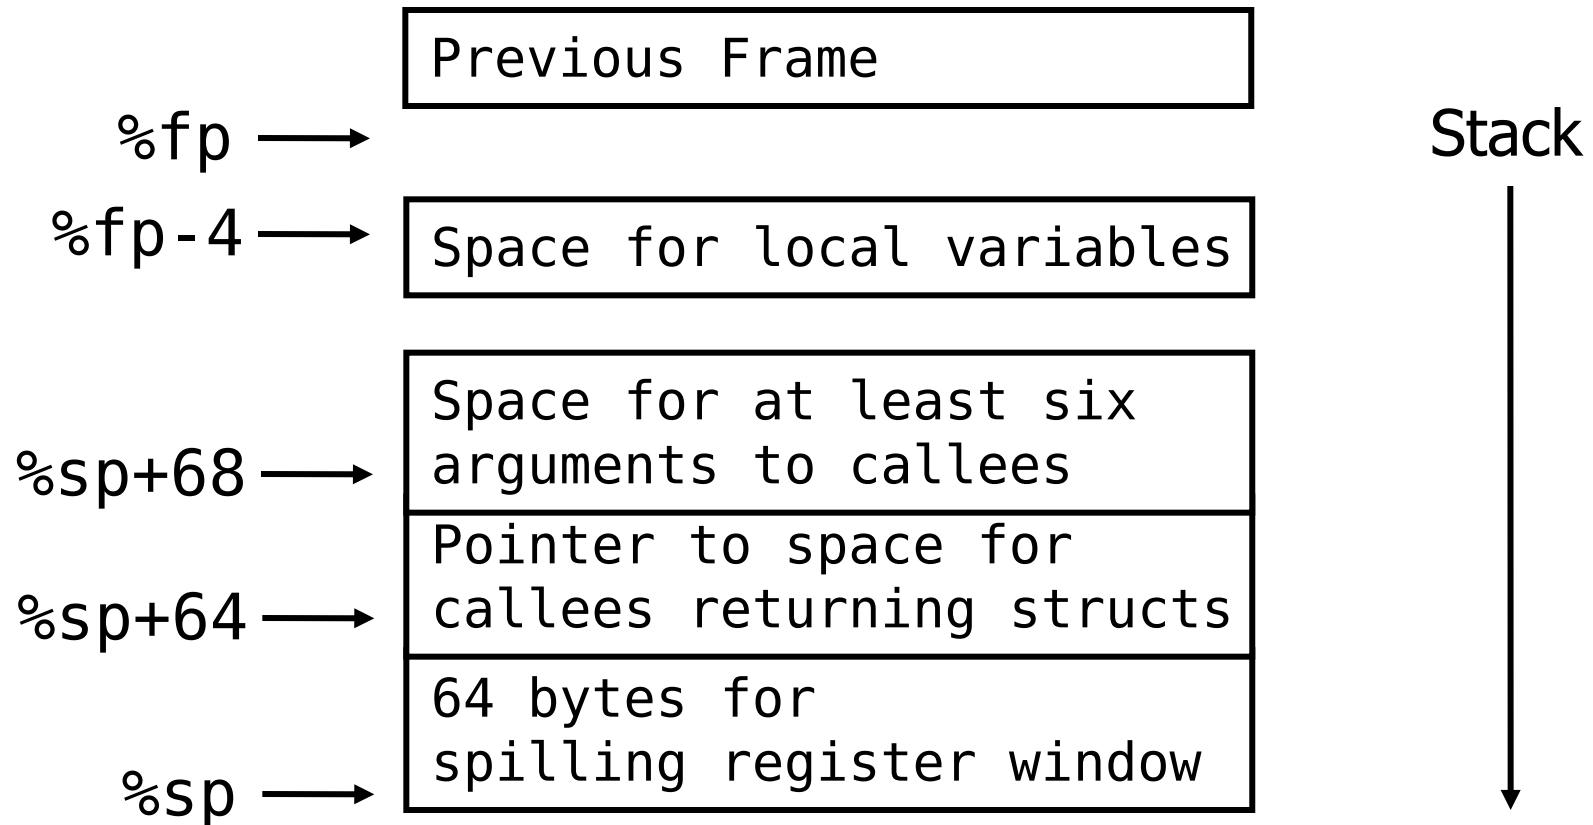 Previous Frame
%fp
Stack
%fp-4
Space for local variables
Space for at least six
arguments to callees
%sp+68
Pointer to space for
callees returning structs
%sp+64
64 bytes for
spilling register window
%sp